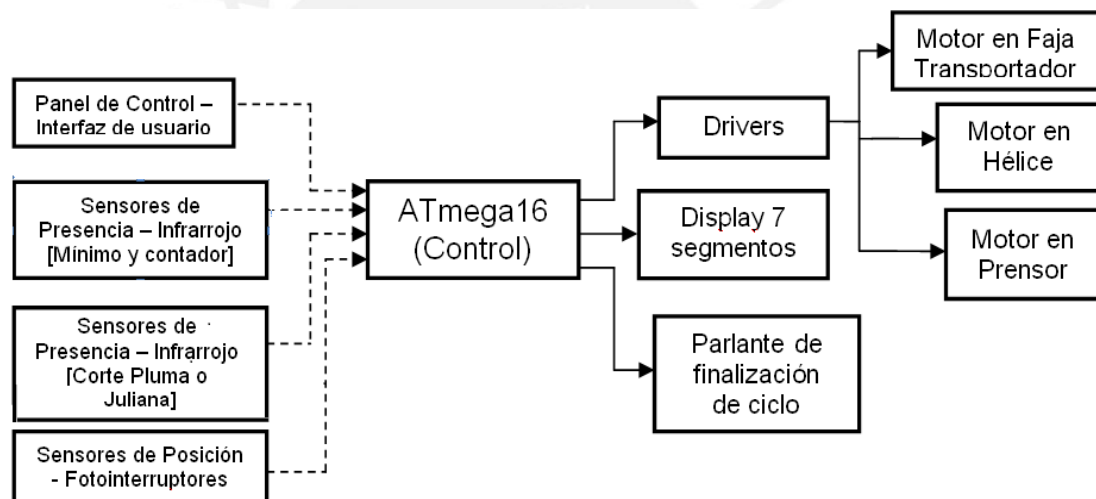 Panel de Control –
Interfaz de usuario
Sensores de
Presencia – Infrarrojo
[Mínimo y contador]
Sensores de
Presencia – Infrarrojo
[Corte Pluma o
Juliana]
Sensores de Posición
- Fotointerruptores
ATmega16
(Control)
Drivers
Display 7
segmentos
Parlante de
finalización
de ciclo
Motor en Faja
Transportador
Motor en
Hélice
Motor en
Prensor